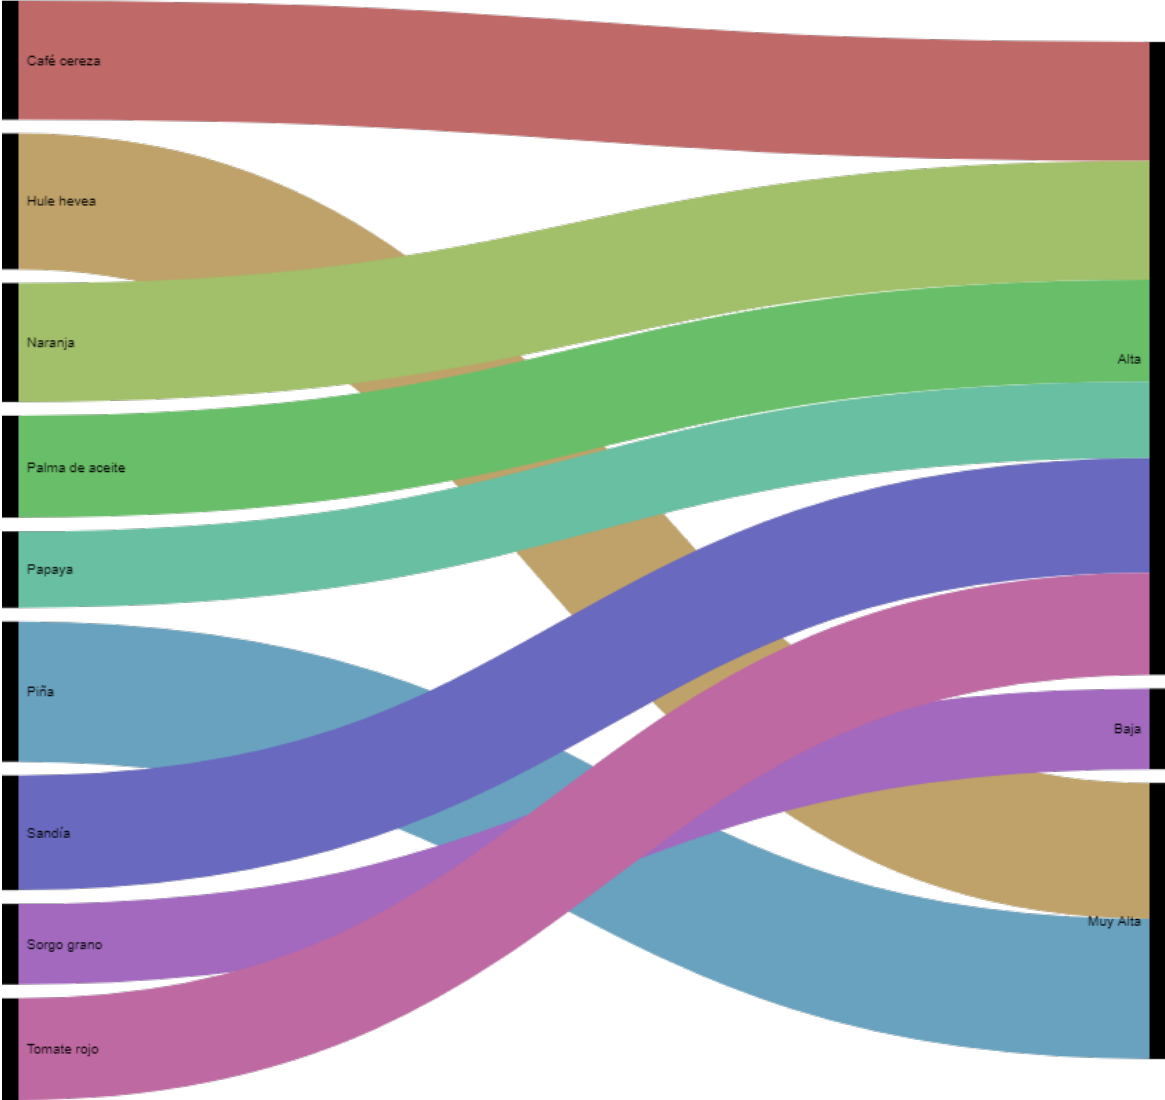 Café cereza
Hule hevea
Naranja
Palma de aceite
Papaya
Piña
Sandía
Sorgo grano
Tomate rojo
Alta
Baja
Muy Alta